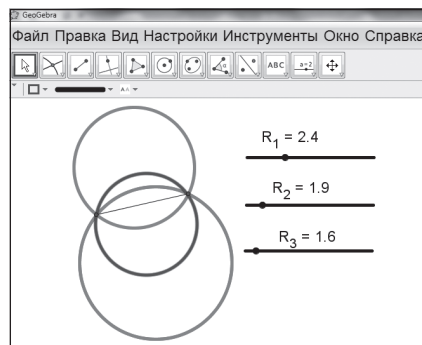 GeoGebra
Файл Правка Вид Настройки Инструменты Окно Справка
ABC a=2
AA
R1 = 2.4
R2 = 1.9
R3 = 1.6